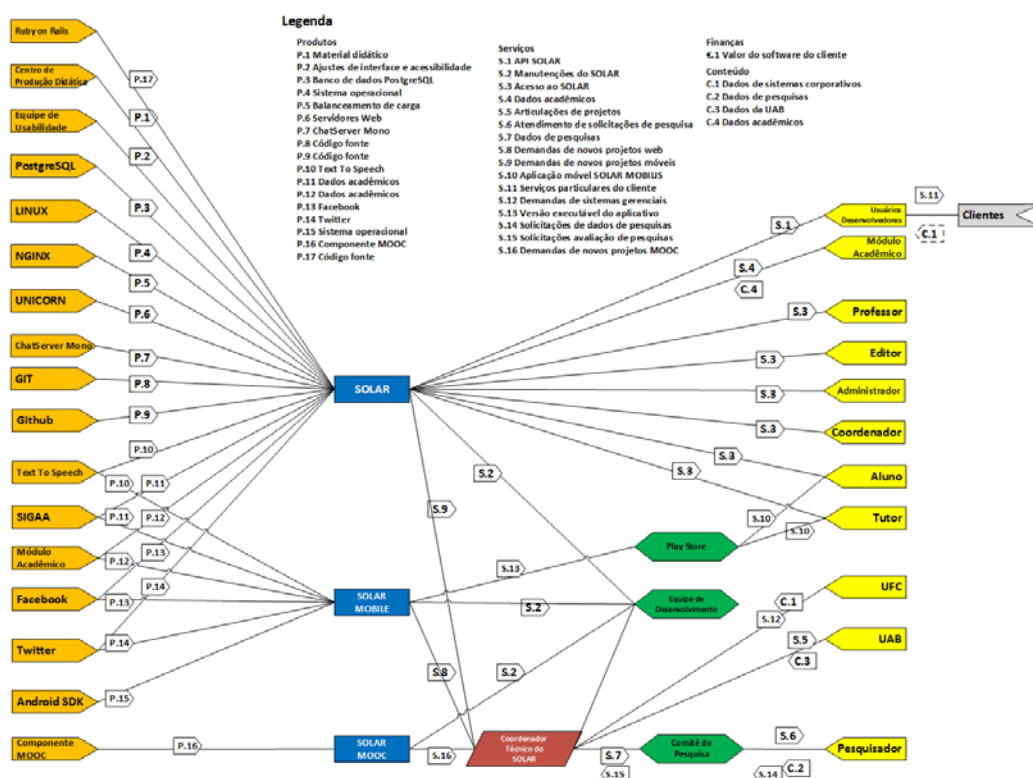 Legenda
Produtos
P.1 Material didático
P.2 Ajustes de interface e acessibilidade
P.3 Banco de dados PostgreSQL
P.4 Sistema operacional
P.5 Balanceamento de carga
P.6 Servidores Web
P.7 ChatServer Mono
P.8 Código fonte
P.9 Código fonte
P.10 Text To Speech
P.11 Dados acadêmicos
P.12 Dados acadêmicos
P.13 Facebook
P.14 Twitter
P.15 Sistema operacional
P.16 Componente MOOC
P.17 Código fonte
Serviços
S.1 API SOLAR
S.2 Manutenções do SOLAR
S.3 Acesso ao SOLAR
S.4 Dados acadêmicos
S.5 Articulações de projetos
S.6 Atendimento de solicitações de pesquisa
S.7 Dados de pesquisas
S.8 Demandas de novos projetos web
S.9 Demandas de novos projetos móveis
S.10 Aplicação móvel SOLAR MOBILIS
S.11 Serviços particulares do cliente
S.12 Demandas de sistemas gerenciais
S.13 Versão executável do aplicativo
S.14 Solicitações de dados de pesquisas
S.15 Solicitações avaliação de pesquisas
S.16 Demandas de novos projetos MOOC
Finanças
€.1 Valor do software do cliente
Conteúdo
C.1 Dados de sistemas corporativos
C.2 Dados de pesquisas
C.3 Dados da UAB
C.4 Dados acadêmicos
Ruby on Rails
Centro de
Produção Didática
Equipe de
Usabilidade
PostgreSQL
LINUX
NGINX
UNICORN
ChatServer Mono
GIT
Github
Text To Speech
SIGAA
Módulo
Acadêmico
Facebook
Twitter
Android SDK
Componente
MOOC
P.17
P.1
P.2
P.3
P.4
P.5
P.6
P.7
P.8
P.9
P.10
P.10
P.11
P.11
P.12
P.12
P.13
P.13
P.14
P.14
P.15
P.16
SOLAR
SOLAR
MOBILE
SOLAR
MOOC
S.9
S.2
S.13
S.2
S.8
S.2
S.16
Coordenador
Técnico do
SOLAR
Play Store
Equipe de
Desenvolvimento
Comitê de
Pesquisa
S.7
S.15
S.1
S.4
C.4
S.3
S.3
S.3
S.3
S.3
S.3
S.10
S.10
C.1
S.12
S.5
C.3
S.6
S.14
C.2
Usuários
Desenvolvedores
Módulo
Acadêmico
Professor
Editor
Administrador
Coordenador
Aluno
Tutor
UFC
UAB
Pesquisador
S.11
€.1
Clientes